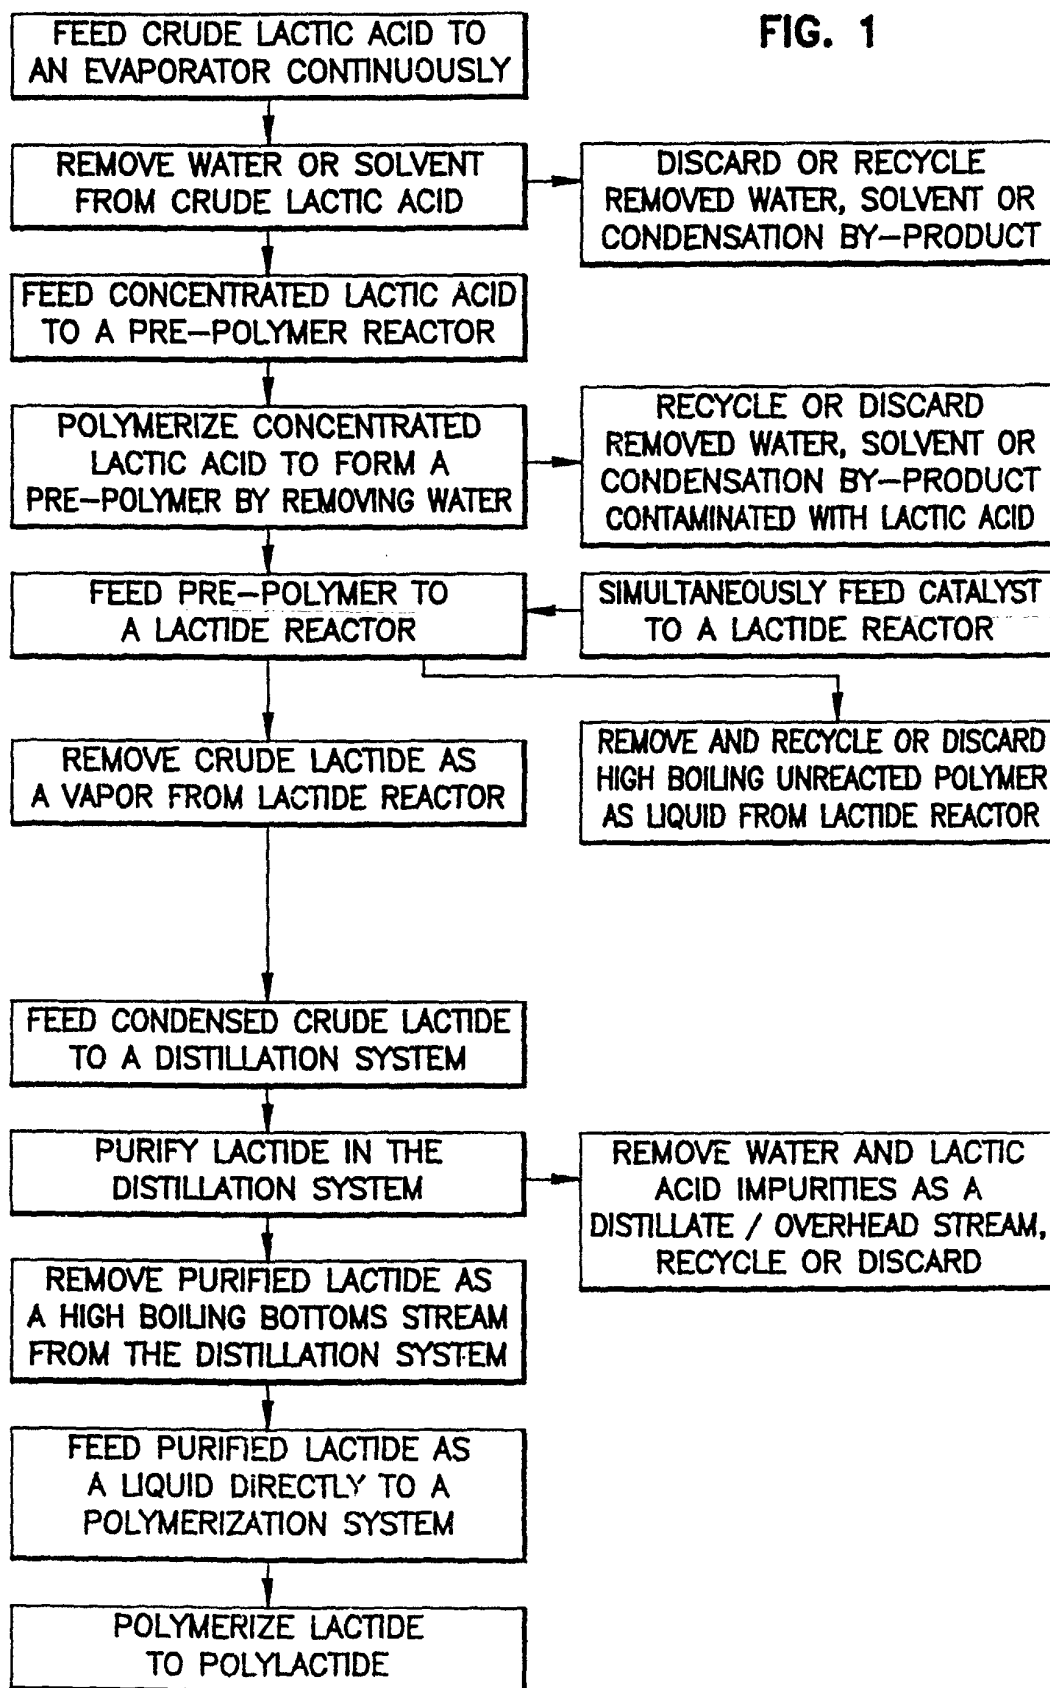 FIG. 1
FEED CRUDE LACTIC ACID TO
AN EVAPORATOR CONTINUOUSLY
REMOVE WATER OR SOLVENT
FROM CRUDE LACTIC ACID
DISCARD OR RECYCLE
REMOVED WATER, SOLVENT OR
CONDENSATION BY–PRODUCT
FEED CONCENTRATED LACTIC ACID
TO A PRE–POLYMER REACTOR
POLYMERIZE CONCENTRATED
LACTIC ACID TO FORM A
PRE–POLYMER BY REMOVING WATER
RECYCLE OR DISCARD
REMOVED WATER, SOLVENT OR
CONDENSATION BY–PRODUCT
CONTAMINATED WITH LACTIC ACID
FEED PRE–POLYMER TO
A LACTIDE REACTOR
SIMULTANEOUSLY FEED CATALYST
TO A LACTIDE REACTOR
REMOVE CRUDE LACTIDE AS
A VAPOR FROM LACTIDE REACTOR
REMOVE AND RECYCLE OR DISCARD
HIGH BOILING UNREACTED POLYMER
AS LIQUID FROM LACTIDE REACTOR
FEED CONDENSED CRUDE LACTIDE
TO A DISTILLATION SYSTEM
PURIFY LACTIDE IN THE
DISTILLATION SYSTEM
REMOVE WATER AND LACTIC
ACID IMPURITIES AS A
DISTILLATE / OVERHEAD STREAM,
RECYCLE OR DISCARD
REMOVE PURIFIED LACTIDE AS
A HIGH BOILING BOTTOMS STREAM
FROM THE DISTILLATION SYSTEM
FEED PURIFIED LACTIDE AS
A LIQUID DIRECTLY TO A
POLYMERIZATION SYSTEM
POLYMERIZE LACTIDE
TO POLYLACTIDE